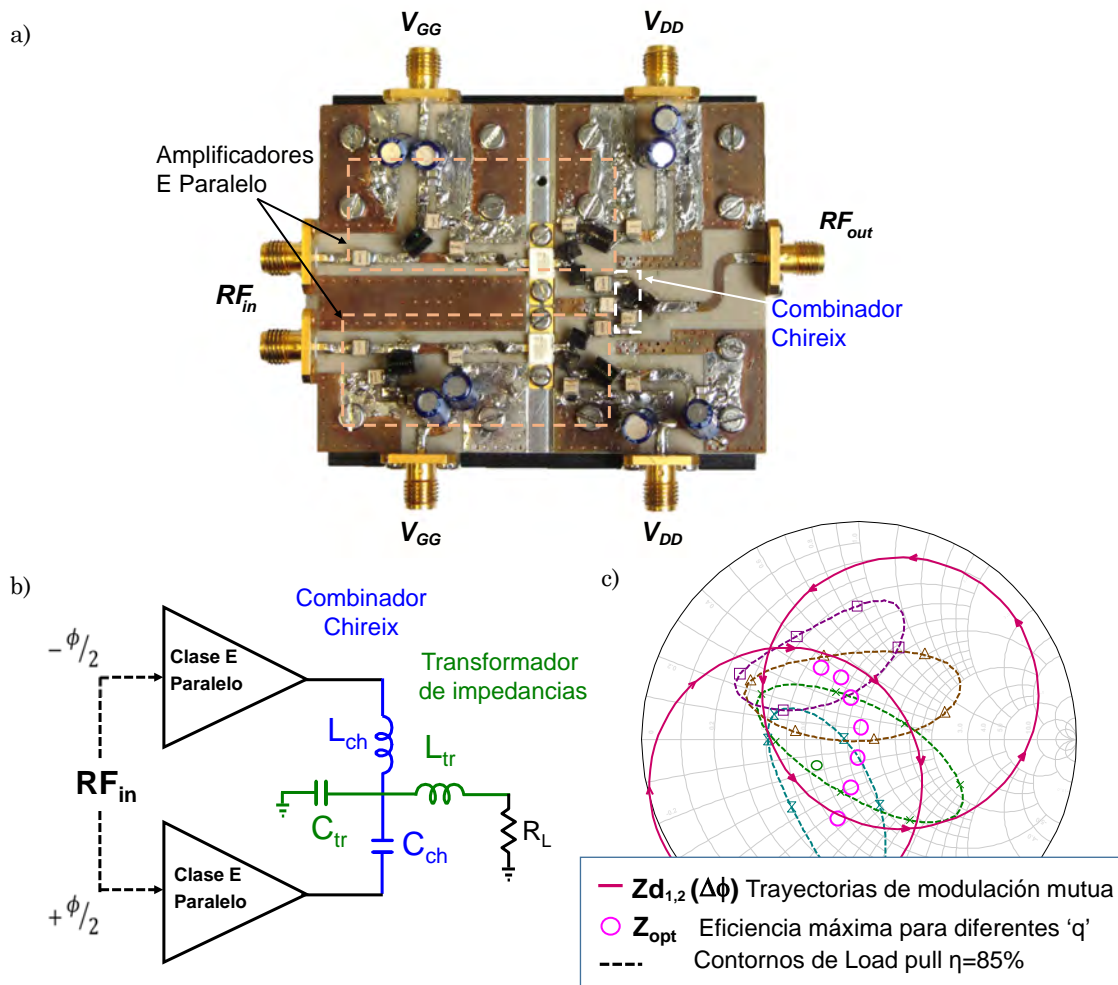 a)
V_GG
V_DD
Amplificadores
E Paralelo
RF_out
RF_in
Combinador
Chireix
V_GG
V_DD
b)
c)
Combinador
Chireix
Transformador
de impedancias
−ϕ/2
Clase E
Paralelo
L_ch
L_tr
RF_in
C_tr
C_ch
R_L
Clase E
Paralelo
+ϕ/2
Zd_1,2 (Δϕ) Trayectorias de modulación mutua
Z_opt Eficiencia máxima para diferentes ‘q’
Contornos de Load pull η=85%